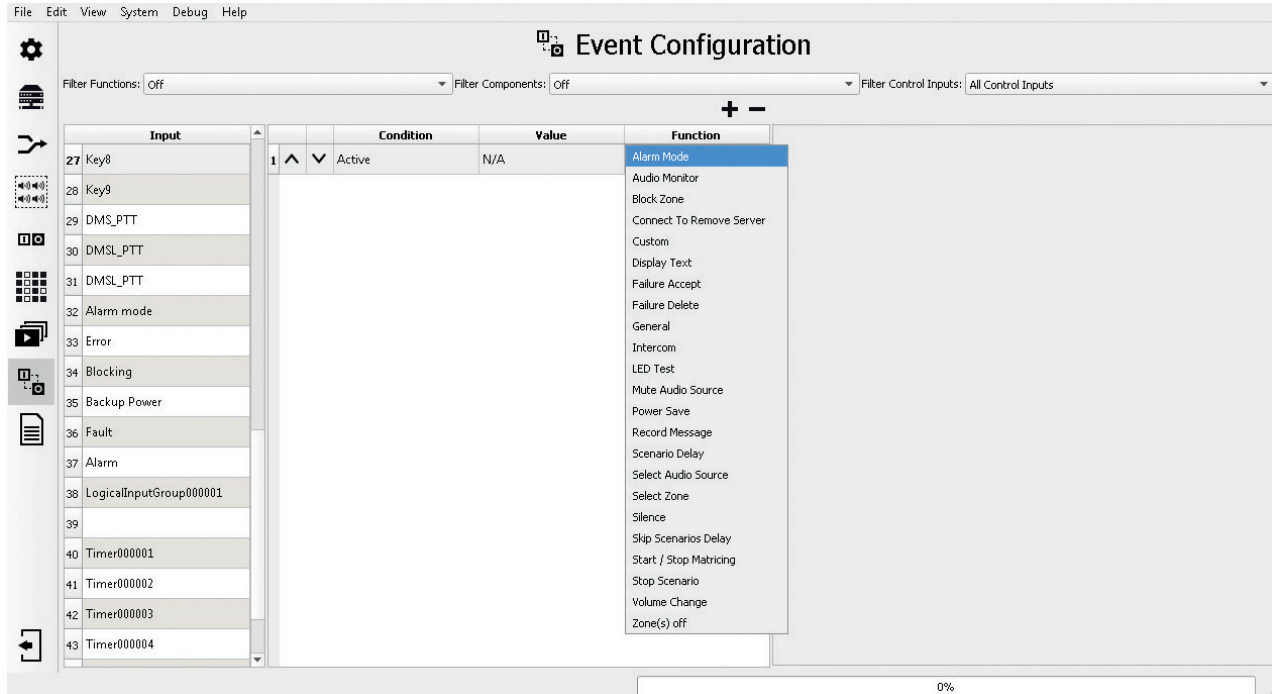 File Edit View System Debug Help
Event Configuration
Filter Functions: Off Filter Components: Off Filter Control Inputs: All Control Inputs
Input Condition Value Function
27 Key8 1 Active N/A Alarm Mode
Audio Monitor
28 Key9 Block Zone
29 DMS_PTT Connect To Remove Server
30 DMSL_PTT Custom
Display Text
31 DMSL_PTT Failure Accept
32 Alarm mode Failure Delete
General
33 Error Intercom
34 Blocking LED Test
Mute Audio Source
35 Backup Power Power Save
36 Fault Record Message
37 Alarm Scenario Delay
Select Audio Source
38 LogicalInputGroup000001 Select Zone
39 Silence
Skip Scenarios Delay
40 Timer000001 Start / Stop Matricing
41 Timer000002 Stop Scenario
42 Timer000003 Volume Change
Zone(s) off
43 Timer000004
0%